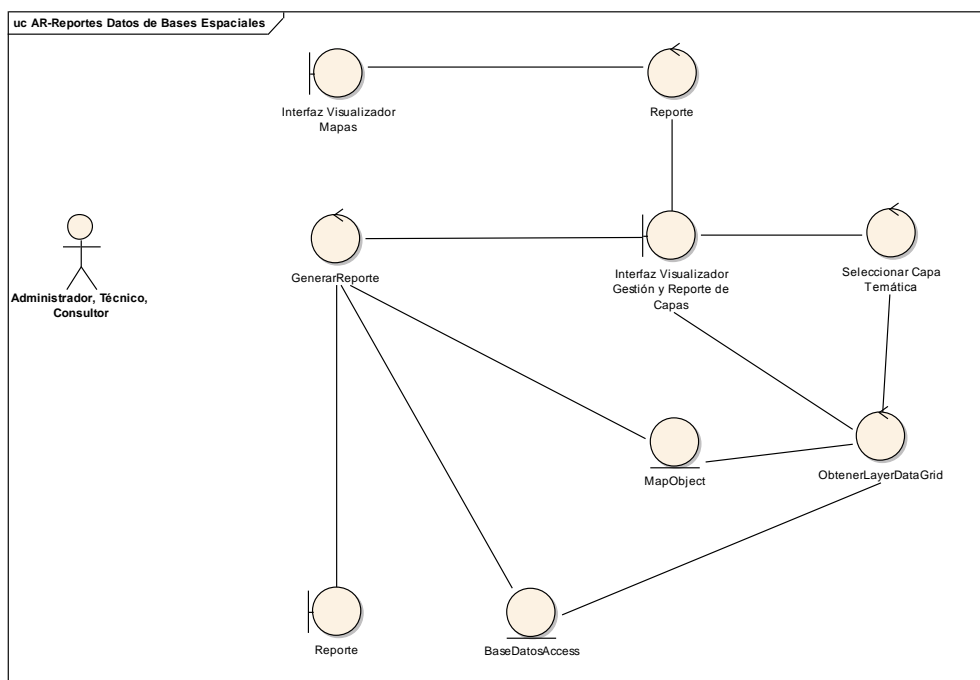 uc AR-Reportes Datos de Bases Espaciales
Interfaz Visualizador
Mapas
Reporte
Administrador, Técnico,
Consultor
GenerarReporte
Interfaz Visualizador
Gestión y Reporte de
Capas
Seleccionar Capa
Temática
MapObject
ObtenerLayerDataGrid
Reporte
BaseDatosAccess